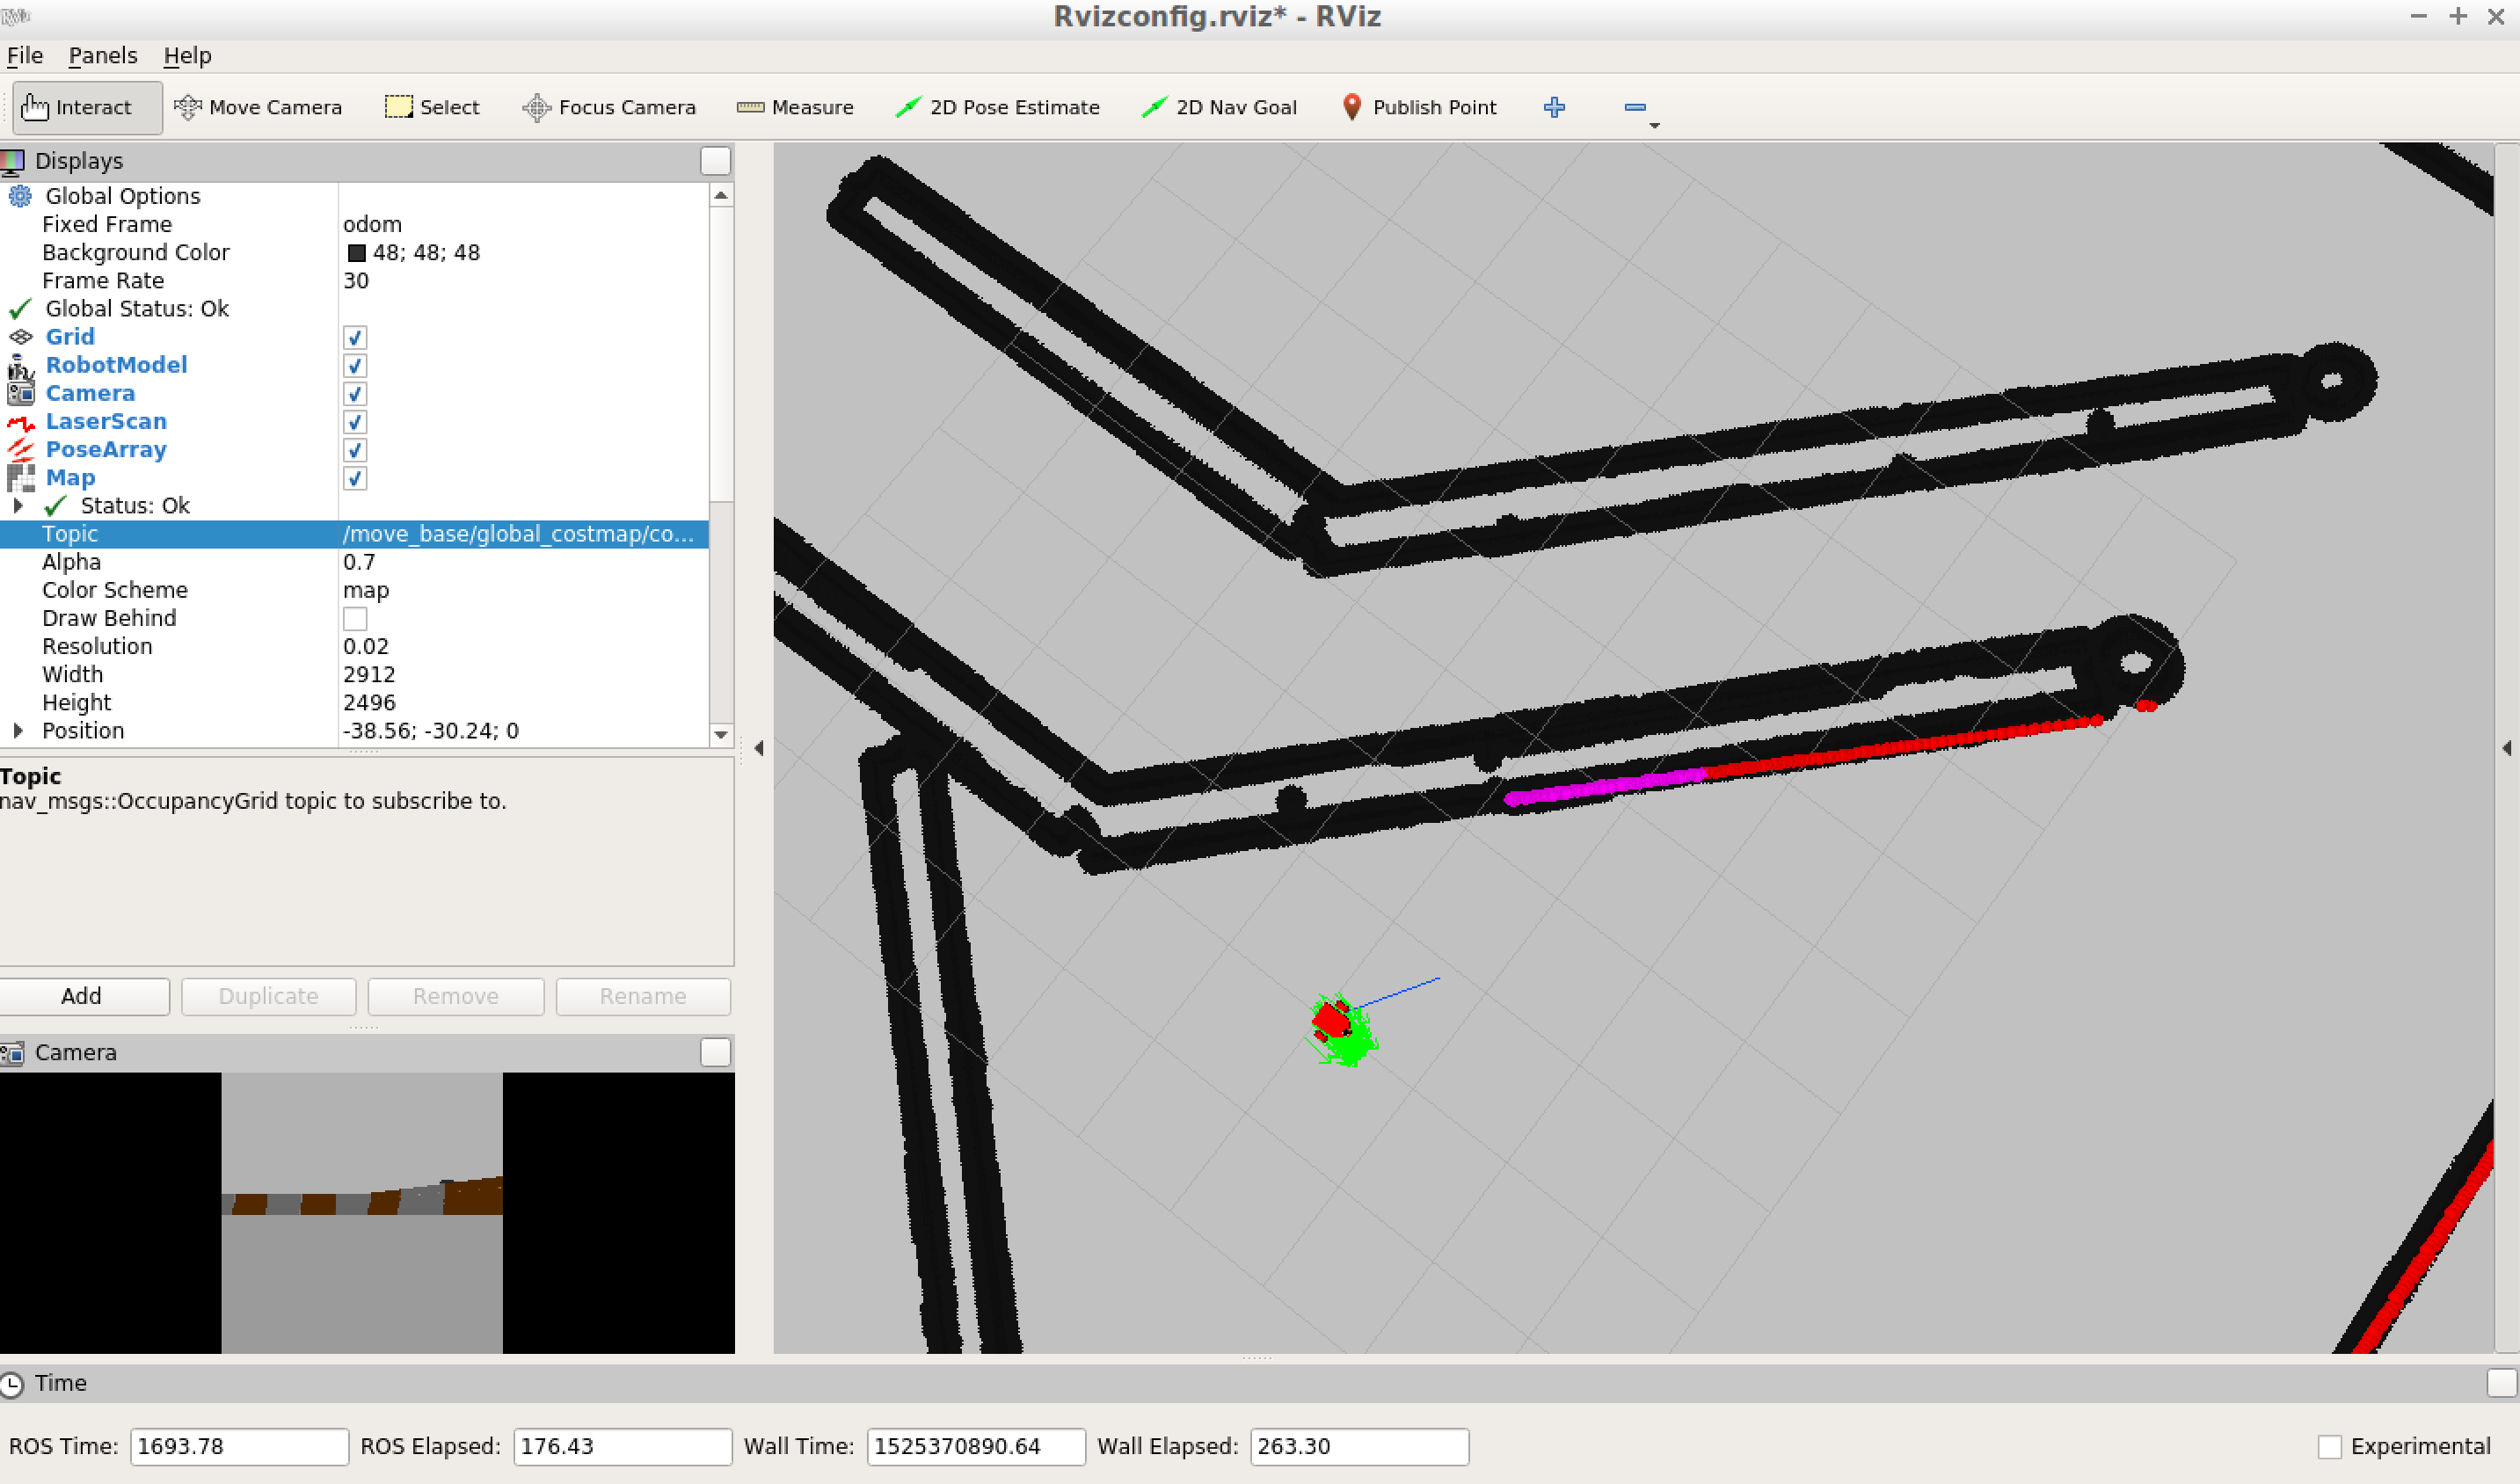 Rvizconfig.rviz* - RViz
File Panels Help
Interact Move Camera Select Focus Camera Measure 2D Pose Estimate 2D Nav Goal Publish Point
Displays
Global Options
Fixed Frame odom
Background Color 48; 48; 48
Frame Rate 30
Global Status: Ok
Grid
RobotModel
Camera
LaserScan
PoseArray
Map
Status: Ok
Topic /move_base/global_costmap/co...
Alpha 0.7
Color Scheme map
Draw Behind
Resolution 0.02
Width 2912
Height 2496
Position -38.56; -30.24; 0
Topic
nav_msgs::OccupancyGrid topic to subscribe to.
Add Duplicate Remove Rename
Camera
Time
ROS Time: 1693.78 ROS Elapsed: 176.43 Wall Time: 1525370890.64 Wall Elapsed: 263.30 Experimental